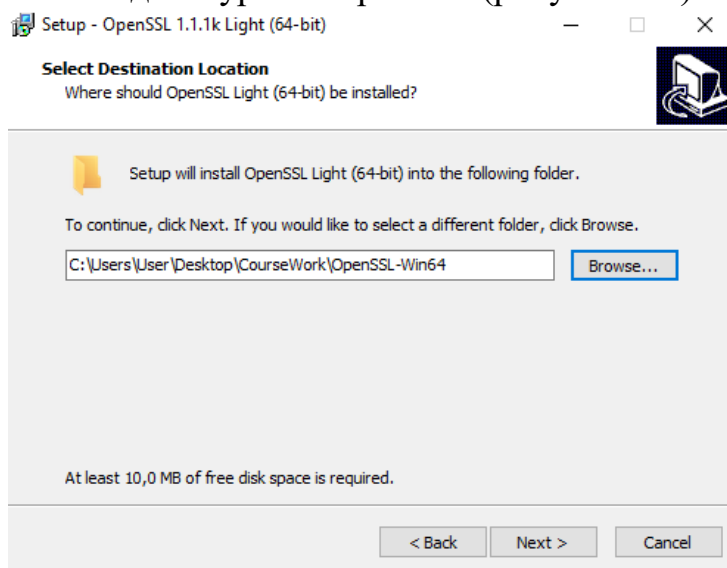 Setup - OpenSSL 1.1.1k Light (64-bit)
Select Destination Location
Where should OpenSSL Light (64-bit) be installed?
Setup will install OpenSSL Light (64-bit) into the following folder.
To continue, click Next. If you would like to select a different folder, click Browse.
C:\Users\User\Desktop\CourseWork\OpenSSL-Win64
Browse...
At least 10,0 MB of free disk space is required.
< Back
Next >
Cancel